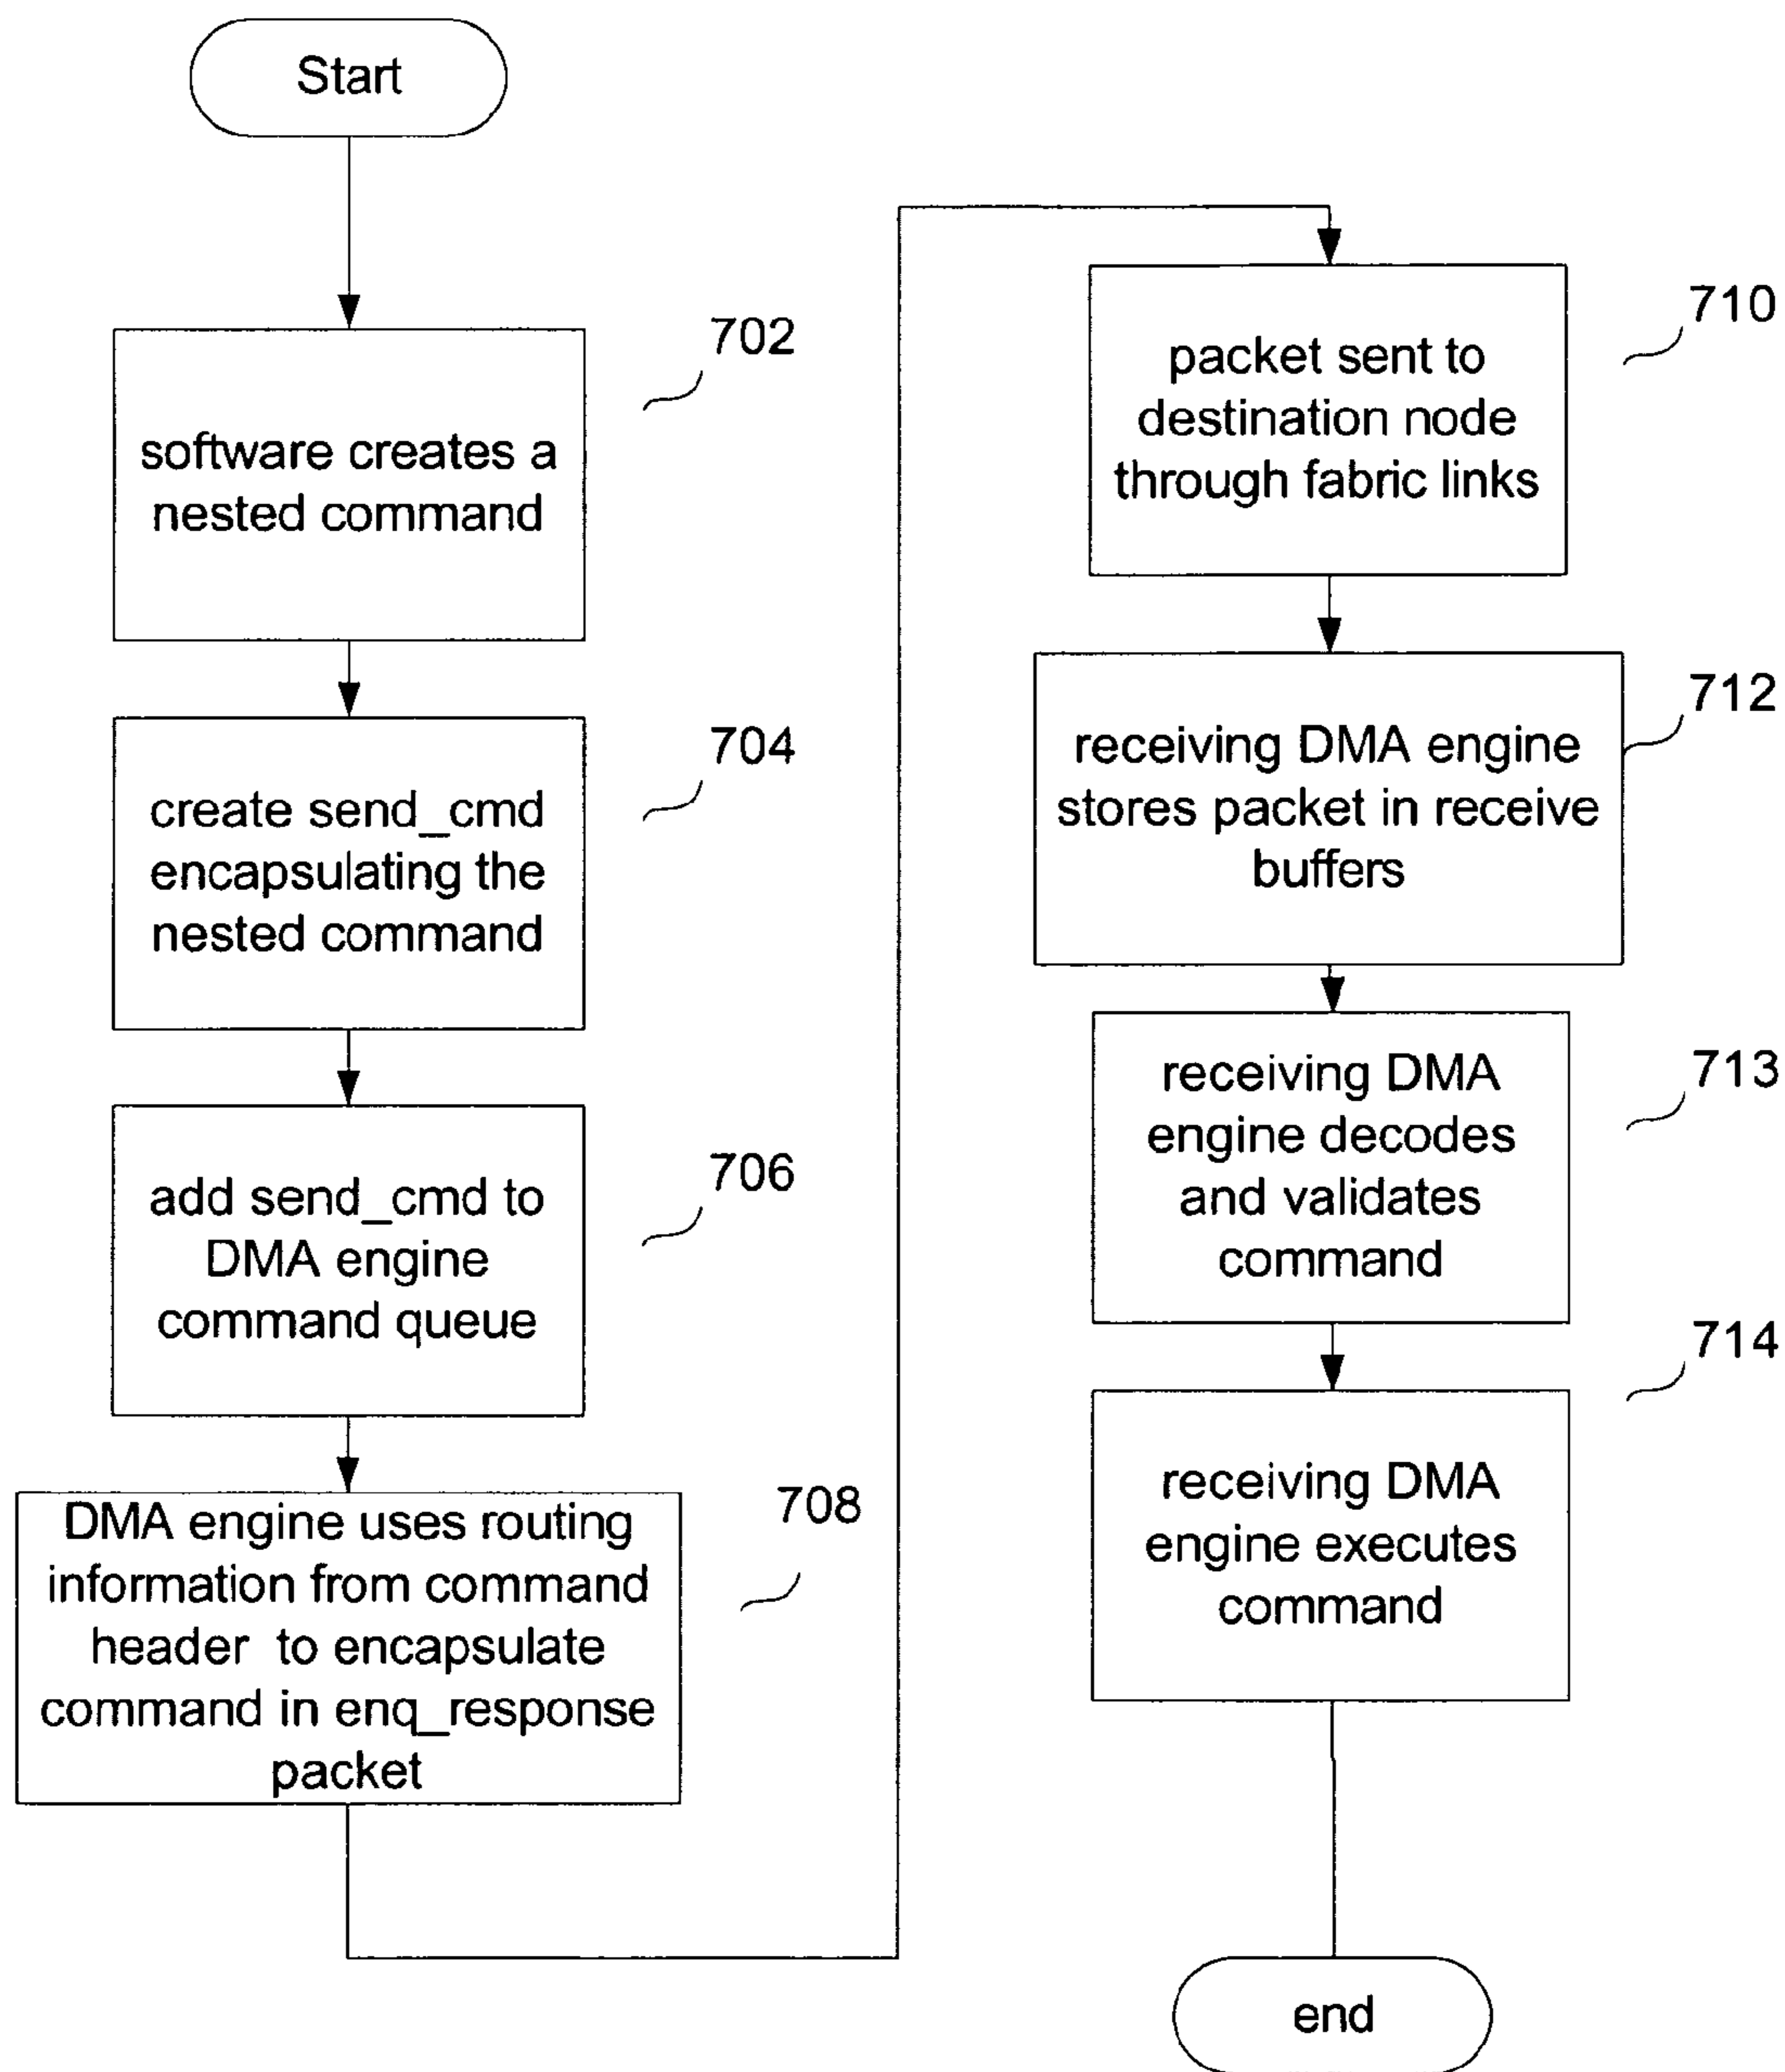 Start
702
software creates a
nested command
704
create send_cmd
encapsulating the
nested command
706
add send_cmd to
DMA engine
command queue
708
DMA engine uses routing
information from command
header to encapsulate
command in enq_response
packet
710
packet sent to
destination node
through fabric links
712
receiving DMA engine
stores packet in receive
buffers
713
receiving DMA
engine decodes
and validates
command
714
receiving DMA
engine executes
command
end